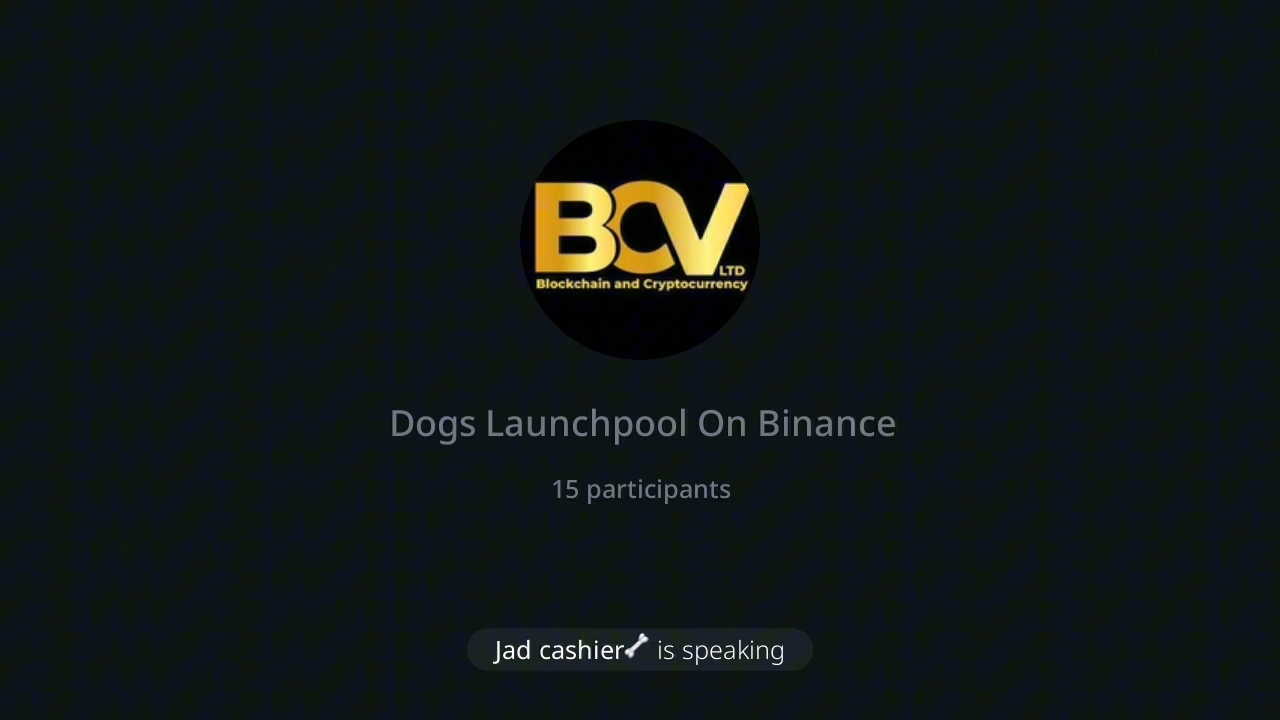 BCV
LTD
Blockchain and Cryptocurrency
Dogs Launchpool On Binance
15 participants
Jad cashier🦴 is speaking